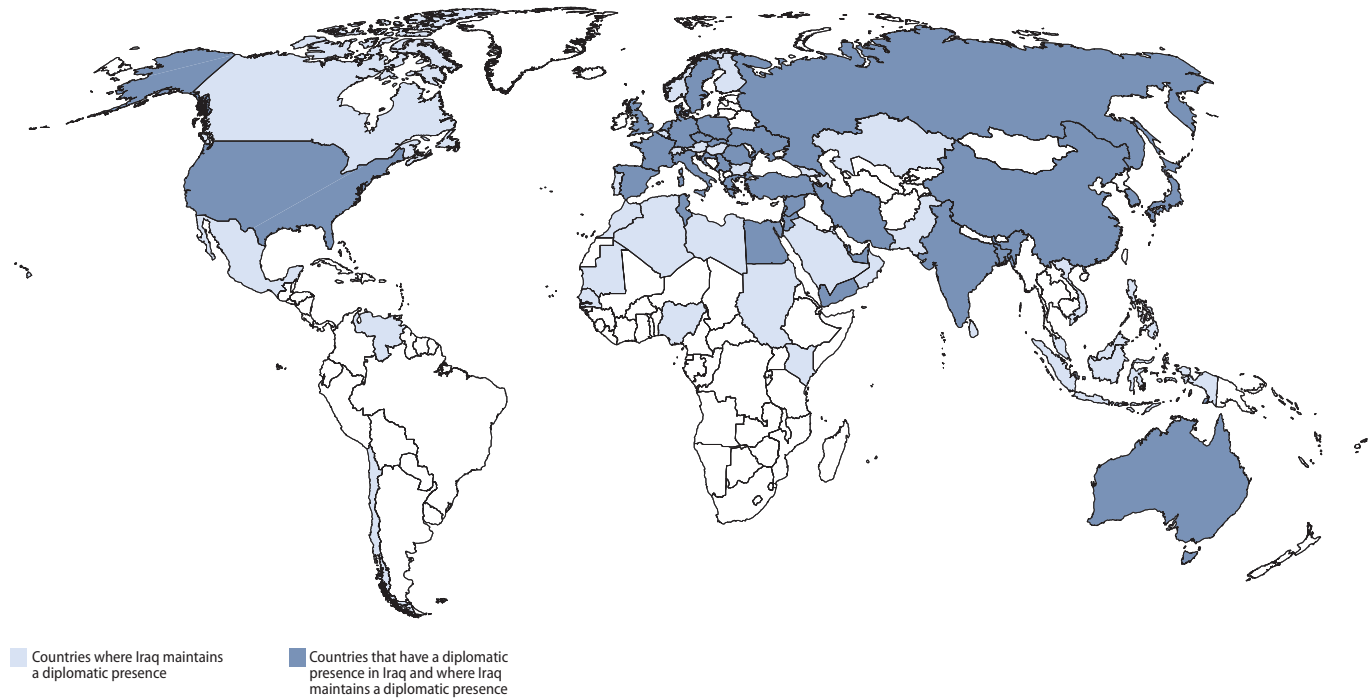 Countries where Iraq maintains
a diplomatic presence
Countries that have a diplomatic
presence in Iraq and where Iraq
maintains a diplomatic presence